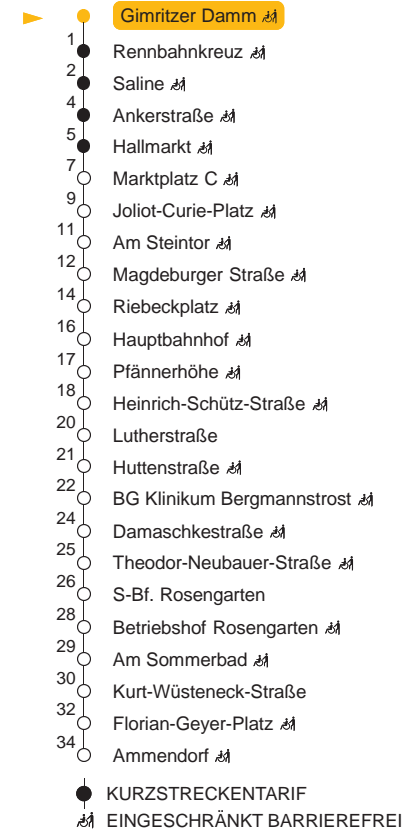 Gimritzer Damm
1
Rennbahnkreuz
2
Saline
4
Ankerstraße
5
Hallmarkt
7
Marktplatz C
9
Joliot-Curie-Platz
11
Am Steintor
12
Magdeburger Straße
14
Riebeckplatz
16
Hauptbahnhof
17
Pfännerhöhe
18
Heinrich-Schütz-Straße
20
Lutherstraße
21
Huttenstraße
22
BG Klinikum Bergmannstrost
24
Damaschkestraße
25
Theodor-Neubauer-Straße
26
S-Bf. Rosengarten
28
Betriebshof Rosengarten
29
Am Sommerbad
30
Kurt-Wüsteneck-Straße
32
Florian-Geyer-Platz
34
Ammendorf
KURZSTRECKENTARIF
EINGESCHRÄNKT BARRIEREFREI